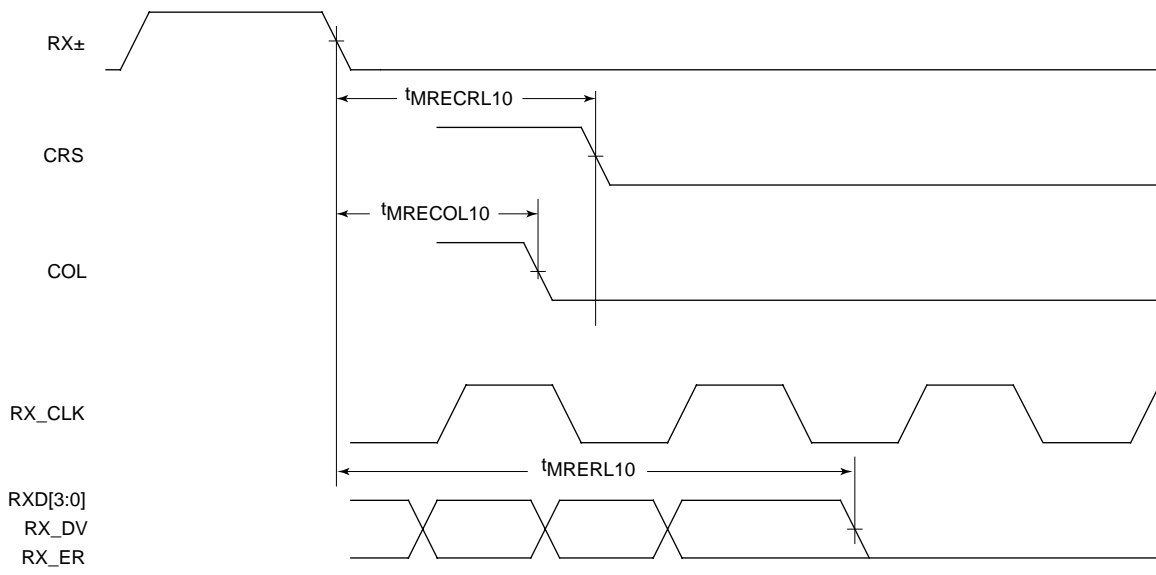 RX±
tMRECRL10
CRS
tMRECOL10
COL
RX_CLK
tMRERL10
RXD[3:0]
RX_DV
RX_ER